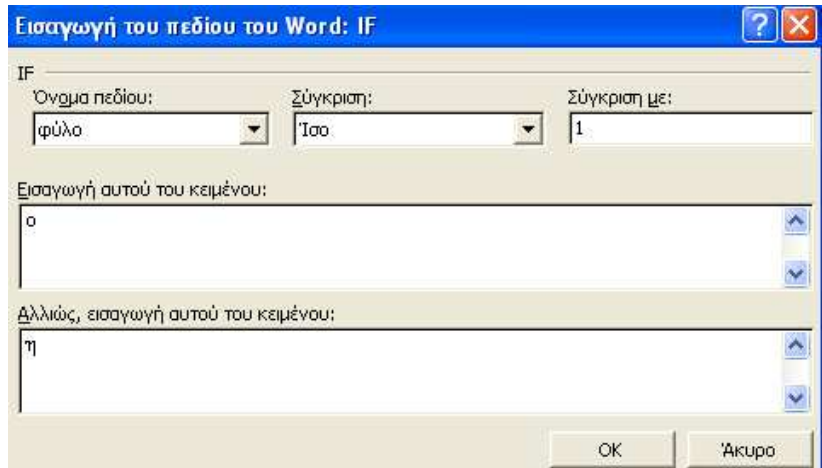 Εισαγωγή του πεδίου του Word: IF
IF
Όνομα πεδίου: Σύγκριση: Σύγκριση με:
φύλο Ίσο 1
Εισαγωγή αυτού του κειμένου:
ο
Αλλιώς, εισαγωγή αυτού του κειμένου:
η
OK Άκυρο